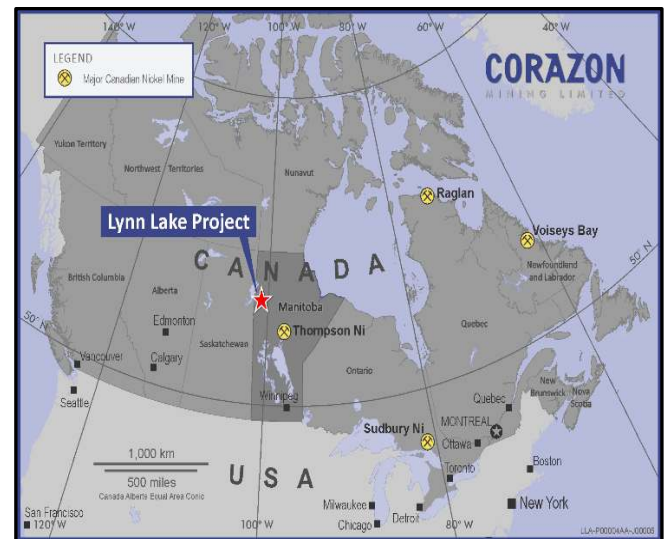 140° W
120° W
100° W
80° W
60° W
40° W
LEGEND
Major Canadian Nickel Mine
CORAZON
MINING LIMITED
Yukon Territory
Northwest Territories
Nunavut
Raglan
Lynn Lake Project
Voiseys Bay
CANADA
Newfoundland
and Labrador
British Columbia
Alberta
Manitoba
50° N
Edmonton
Thompson Ni
Quebec
Saskatchewan
Ontario
50° N
Vancouver
Calgary
New
Brunswick
Nova
Scotia
Seattle
Winnipeg
Quebec
Sudbury Ni
MONTREAL
Ottawa
1,000 km
500 miles
Canada Albers Equal Area Conic
USA
Toronto
Boston
San Francisco
Milwaukee
Chicago
Detroit
New York
120° W
100° W
80° W